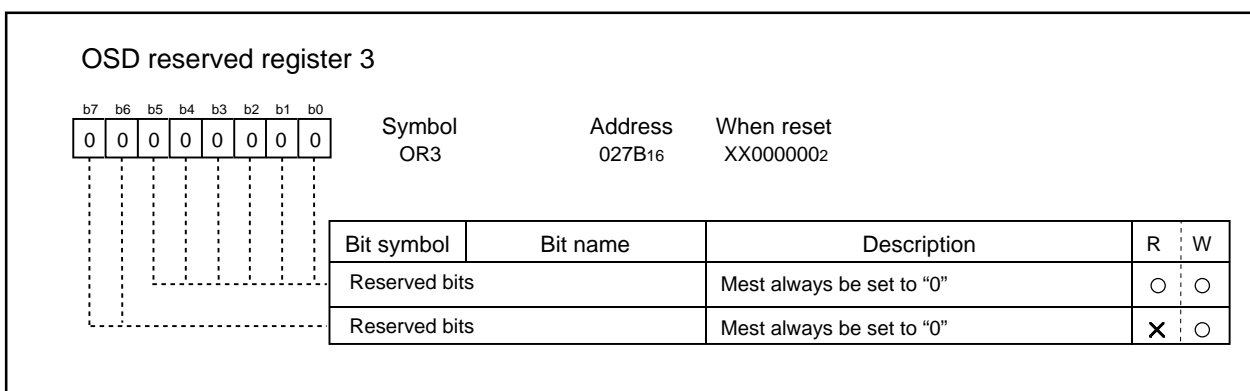 OSD reserved register 3
b7 b6 b5 b4 b3 b2 b1 b0
0 0 0 0 0 0 0 0
Symbol Address When reset
OR3 027B16 XX0000002
Bit symbol Bit name Description R W
Reserved bits Mest always be set to “0” ○ ○
Reserved bits Mest always be set to “0” ✕ ○